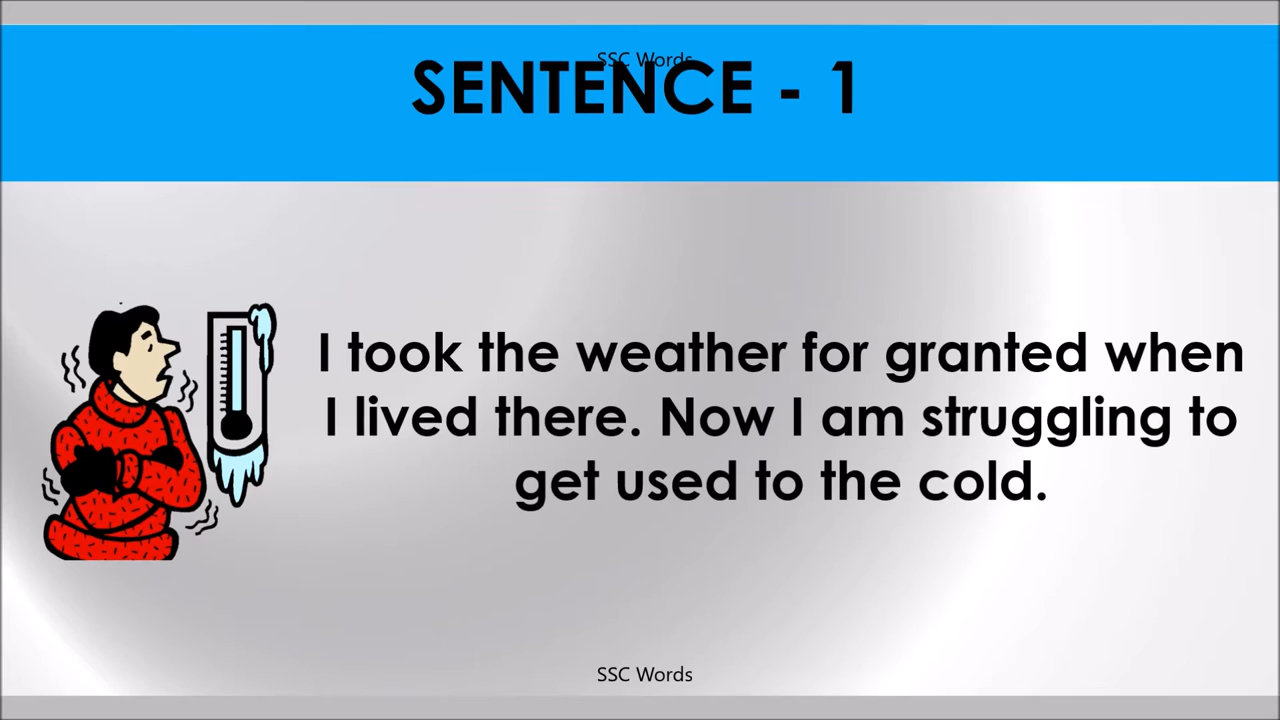 SSC Words
SENTENCE - 1
I took the weather for granted when
I lived there. Now I am struggling to
get used to the cold.
SSC Words